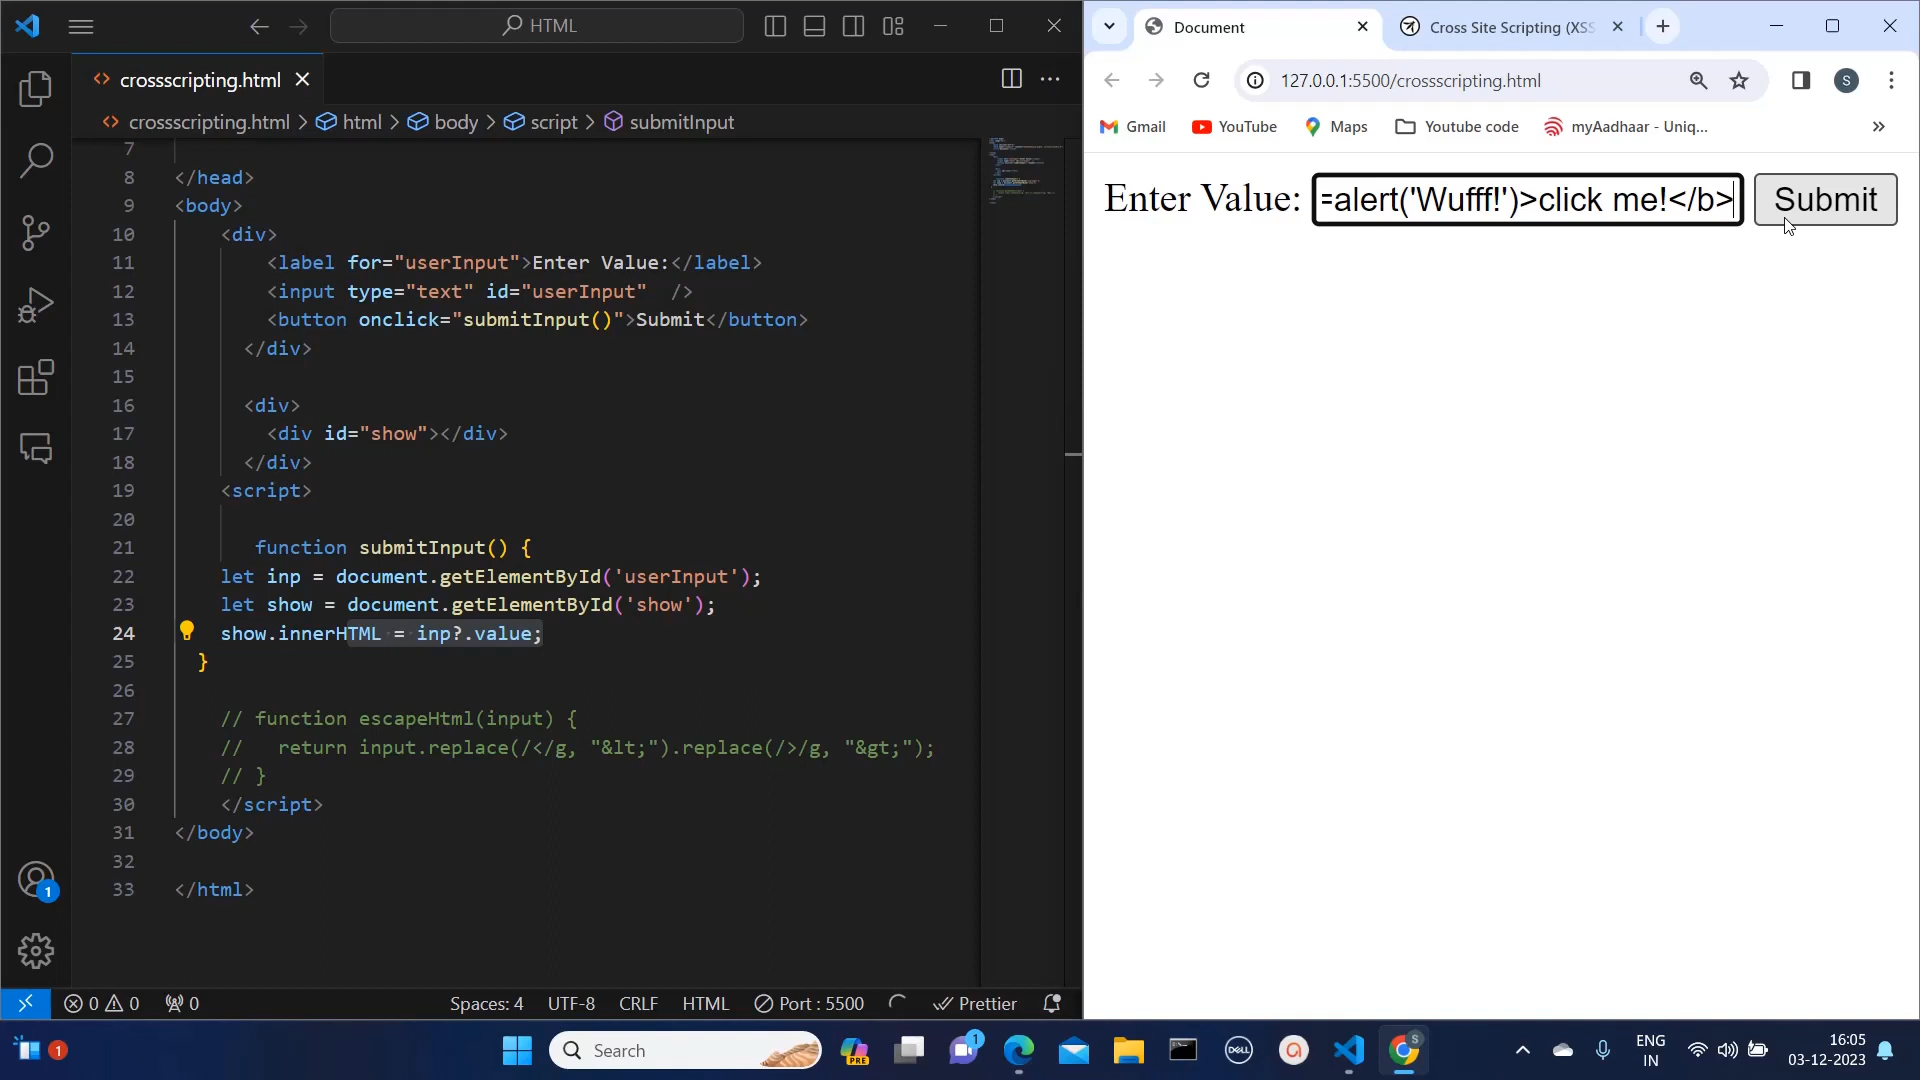 HTML
crossscripting.html
crossscripting.html > html > body > script > submitInput
7
8 </head>
9 <body>
10 <div>
11 <label for="userInput">Enter Value:</label>
12 <input type="text" id="userInput" />
13 <button onclick="submitInput()">Submit</button>
14 </div>
15
16 <div>
17 <div id="show"></div>
18 </div>
19 <script>
20
21 function submitInput() {
22 let inp = document.getElementById('userInput');
23 let show = document.getElementById('show');
24 show.innerHTML = inp?.value;
25 }
26
27 // function escapeHtml(input) {
28 // return input.replace(/</g, "&lt;").replace(/>/g, "&gt;");
29 // }
30 </script>
31 </body>
32
33 </html>
1
0 0 0 Spaces: 4 UTF-8 CRLF HTML Port : 5500 Prettier
Document Cross Site Scripting (XSS
127.0.0.1:5500/crossscripting.html S
Gmail YouTube Maps Youtube code myAadhaar - Uniq... »
Enter Value: =alert('Wufff!')>click me!</b> Submit
1 Search PRE 1 DELL a S
ENG
IN
16:05
03-12-2023